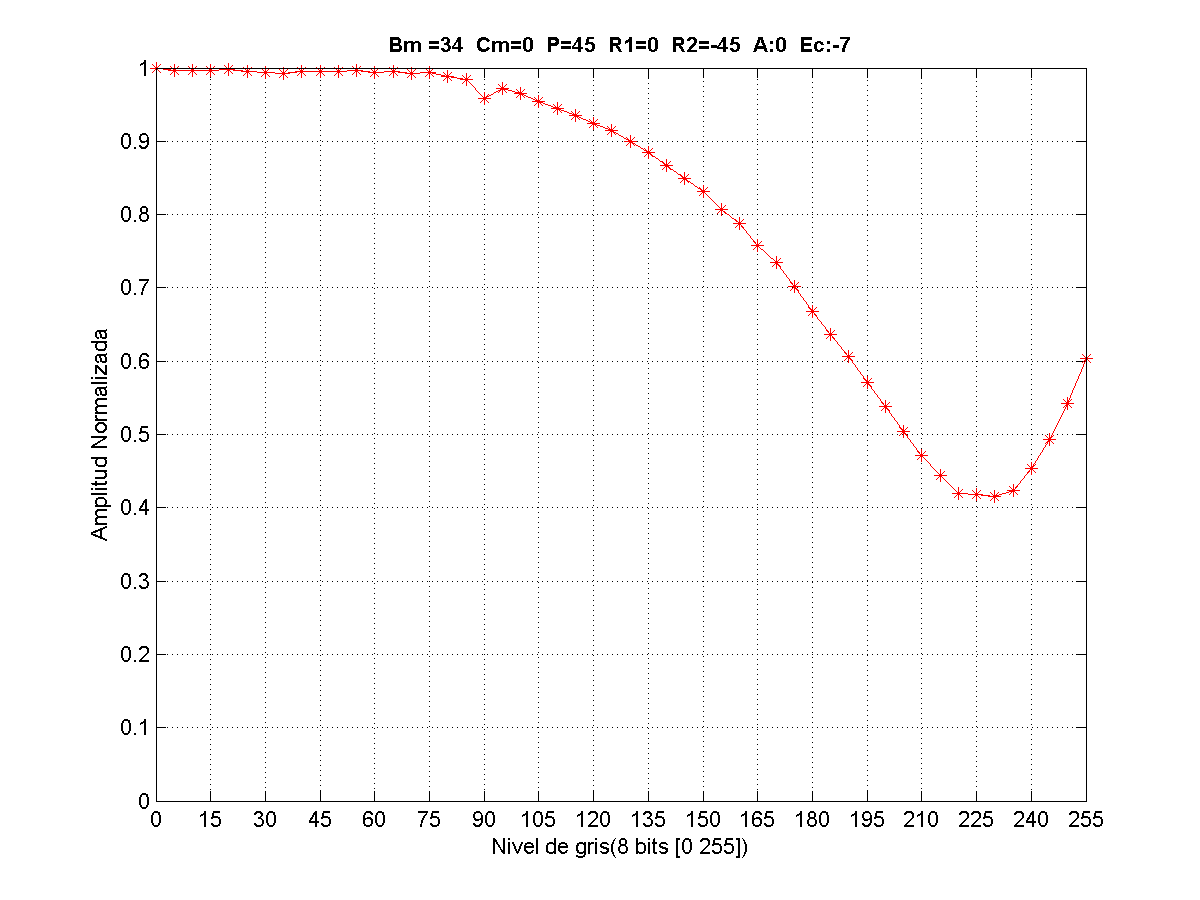 Bm =34 Cm=0 P=45 R1=0 R2=-45 A:0 Ec:-7
1
0.9
0.8
0.7
0.6
0.5
0.4
0.3
0.2
0.1
0
Amplitud Normalizada
0 15 30 45 60 75 90 105 120 135 150 165 180 195 210 225 240 255
Nivel de gris(8 bits [0 255])